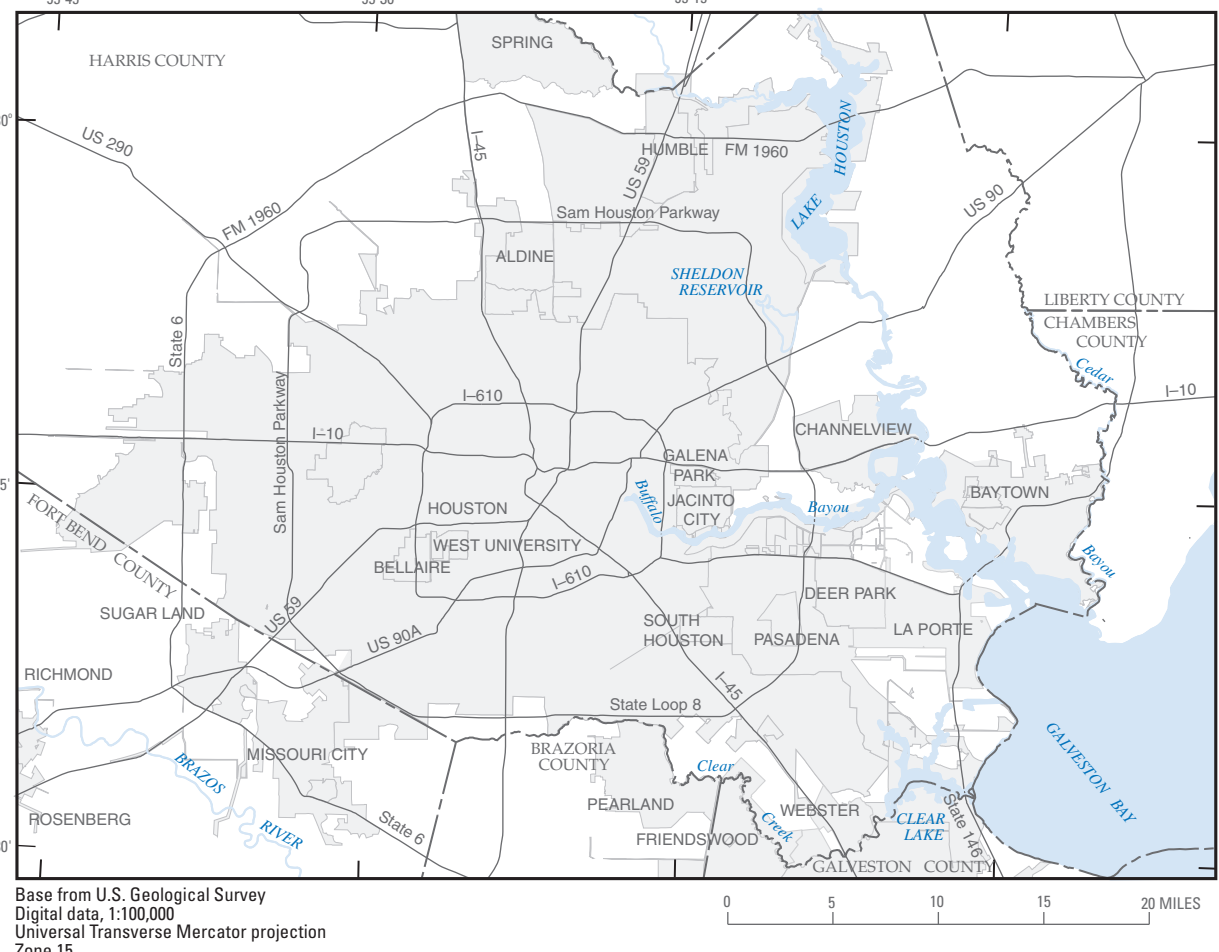 SPRING
HARRIS COUNTY
US 290
I–45
HUMBLE
FM 1960
US 59
LAKE HOUSTON
US 90
FM 1960
Sam Houston Parkway
ALDINE
SHELDON
RESERVOIR
LIBERTY COUNTY
CHAMBERS
COUNTY
State 6
Cedar
I–10
I–610
Sam Houston Parkway
I–10
CHANNELVIEW
GALENA
PARK
JACINTO
CITY
Buffalo
Bayou
BAYTOWN
FORT BEND COUNTY
HOUSTON
WEST UNIVERSITY
BELLAIRE
I–610
Bayou
DEER PARK
SUGAR LAND
US 59
US 90A
SOUTH
HOUSTON
PASADENA
LA PORTE
RICHMOND
I–45
State Loop 8
GALVESTON BAY
MISSOURI CITY
BRAZORIA
COUNTY
BRAZOS
RIVER
Clear
Creek
PEARLAND
WEBSTER
CLEAR
LAKE
State 146
ROSENBERG
State 6
FRIENDSWOOD
GALVESTON COUNTY
Base from U.S. Geological Survey
Digital data, 1:100,000
Universal Transverse Mercator projection
Zone 15
0 5 10 15 20 MILES